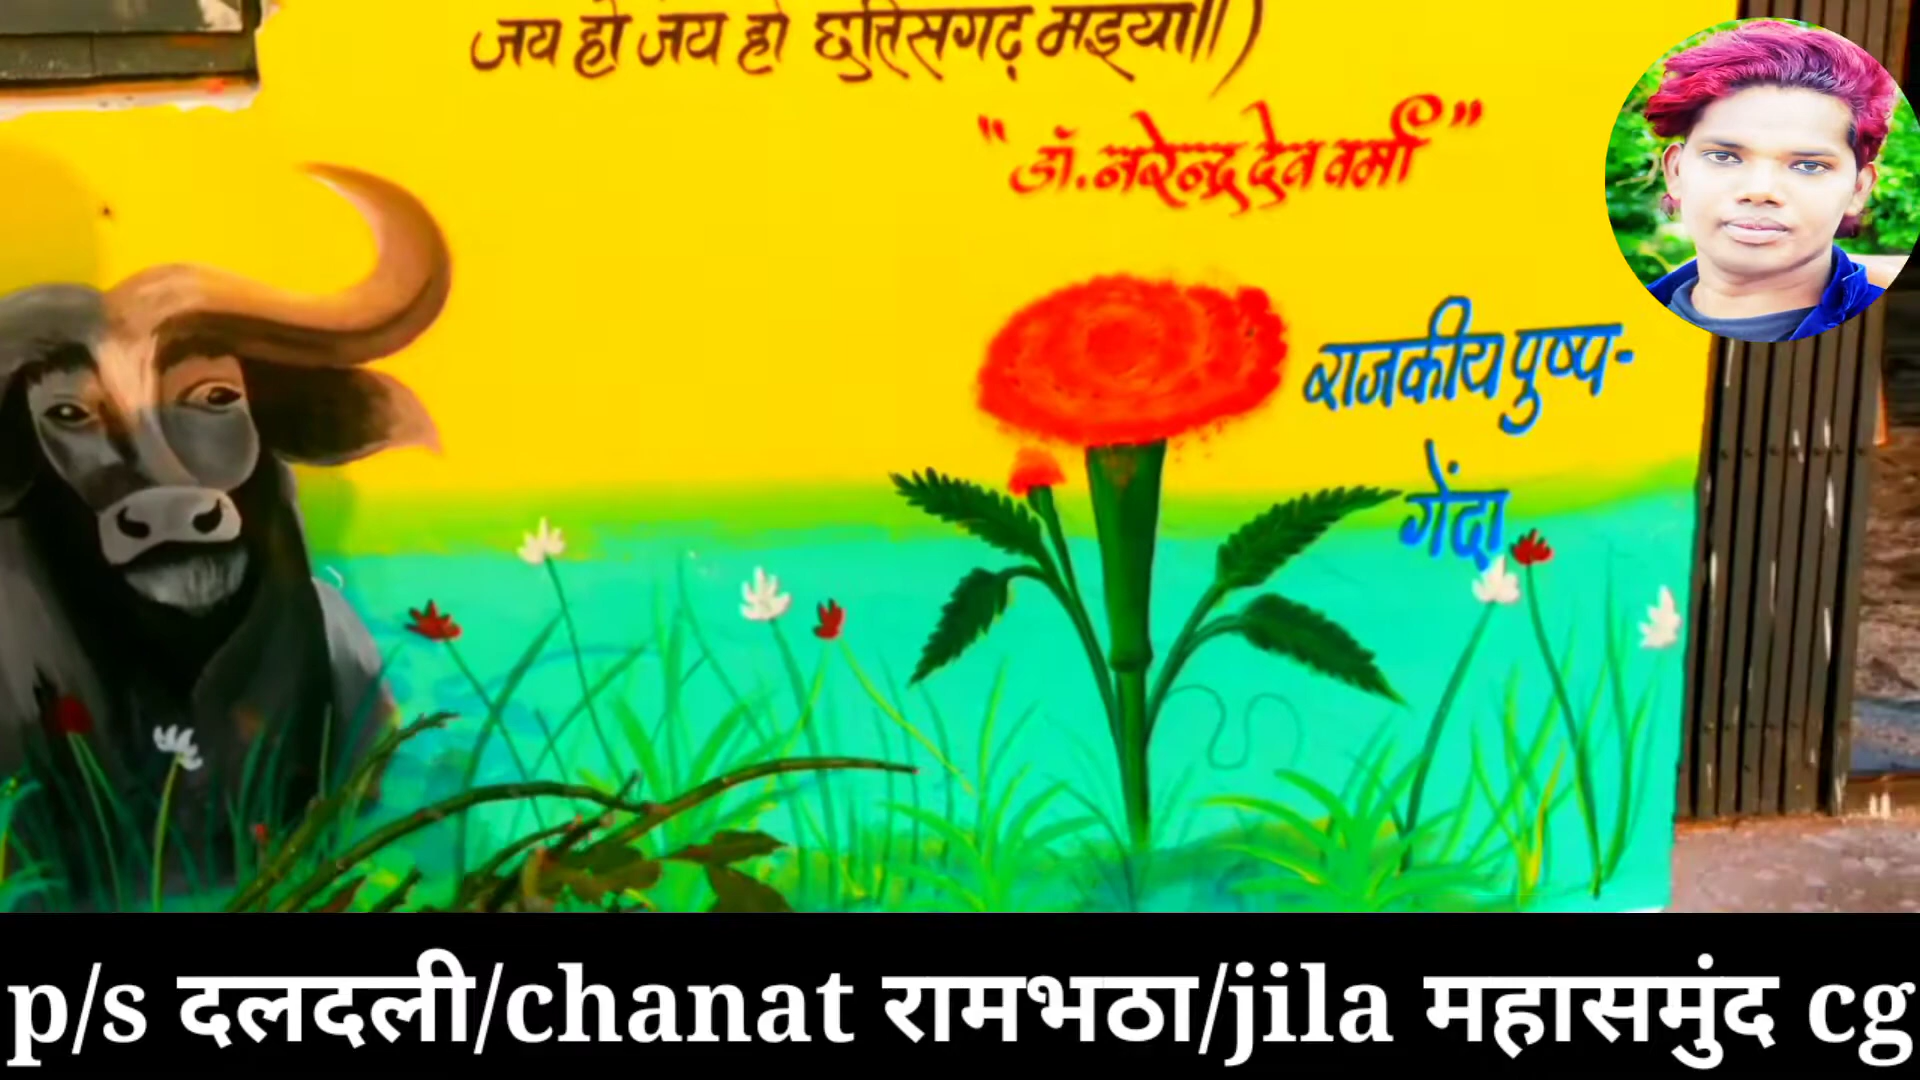 जय हो जय हो छत्तिसगढ़ मइया॥)
"डॉ. नरेन्द्र देव वर्मा"
राजकीय पुष्प-
गेंदा
p/s दलदली/chanat रामभठा/jila महासमुंद cg